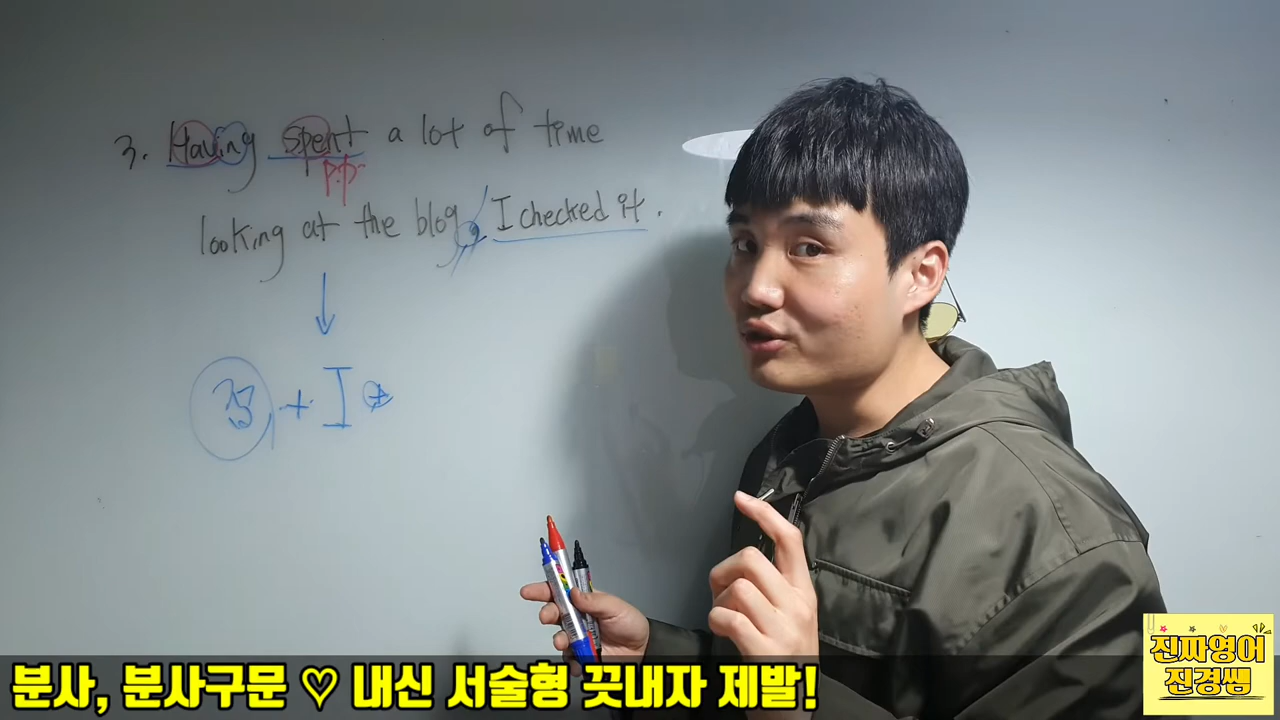 3. Having spent a lot of time
p.p.
looking at the blog, I checked it.
접, + I
분사, 분사구문 ♡ 내신 서술형 끗내자 제발!
진짜영어
진경쌤